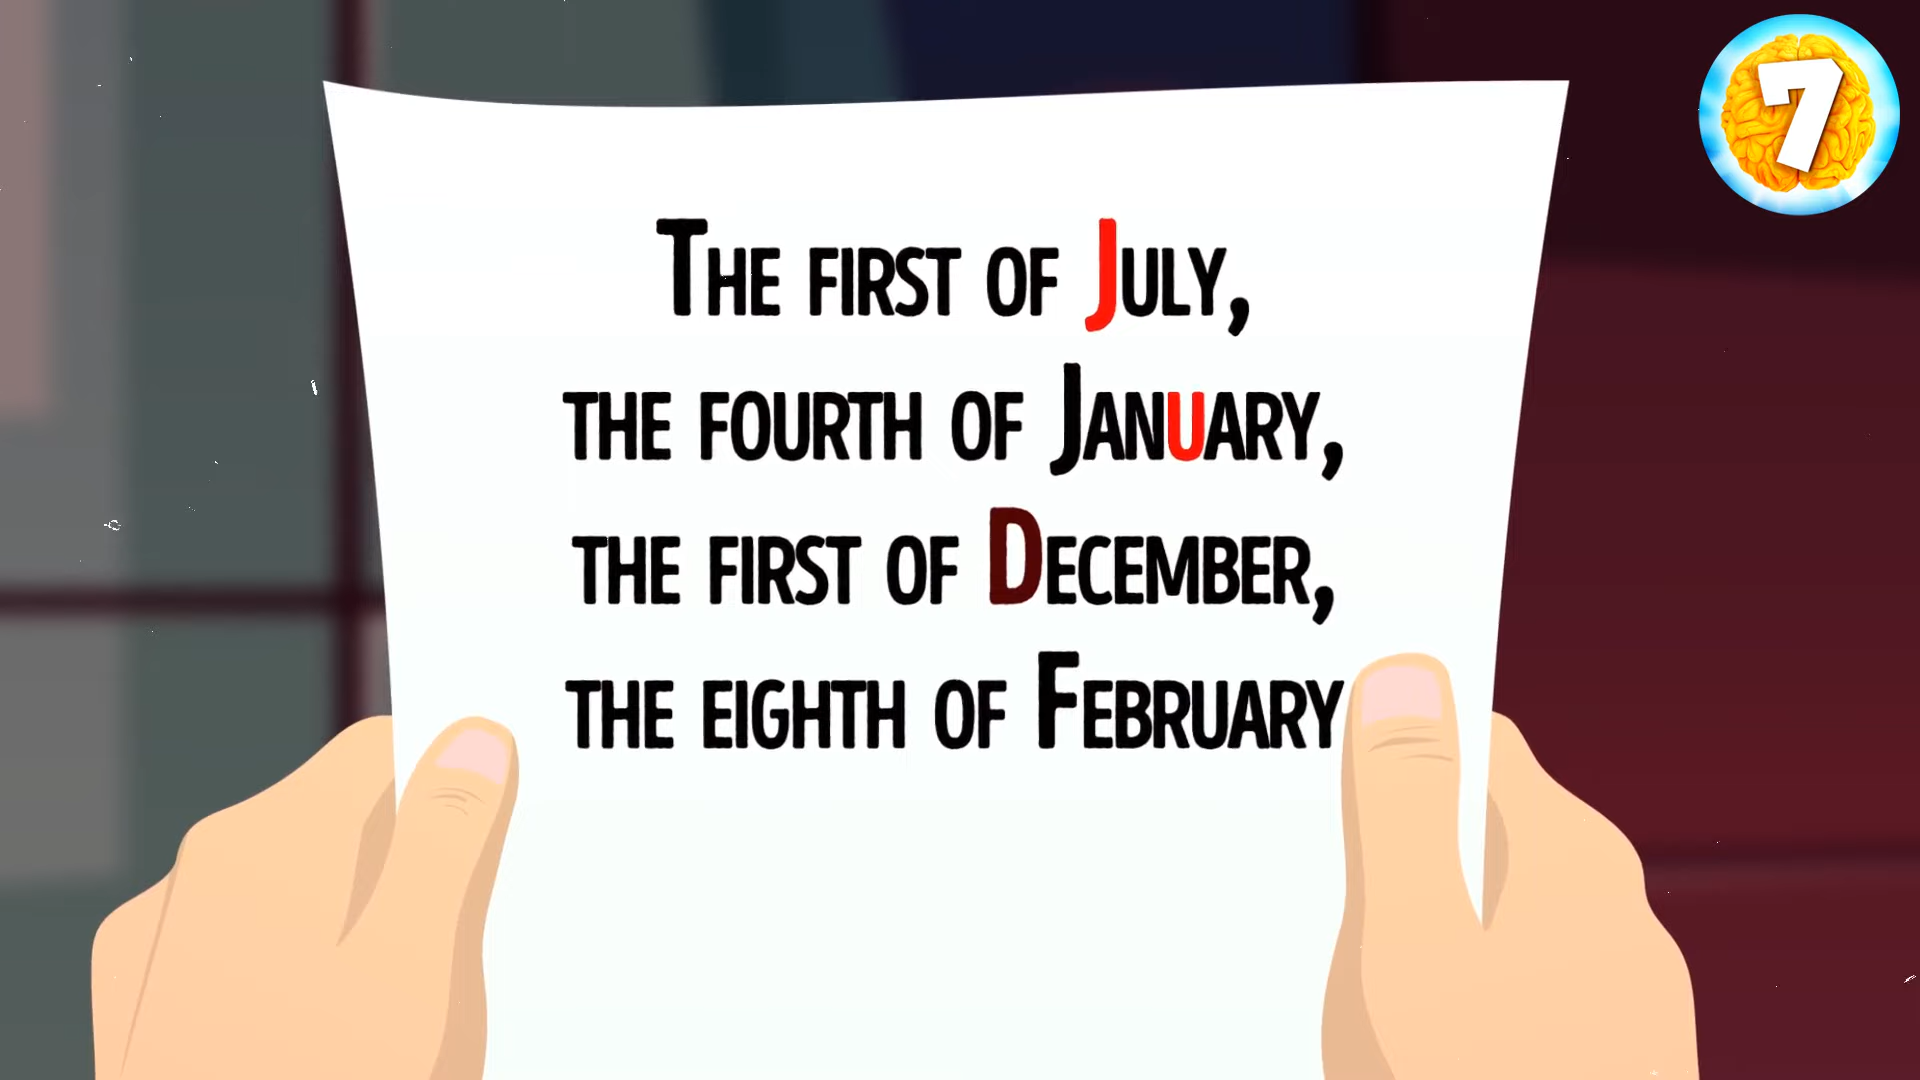 7
The first of July,
the fourth of January,
the first of December,
the eighth of February